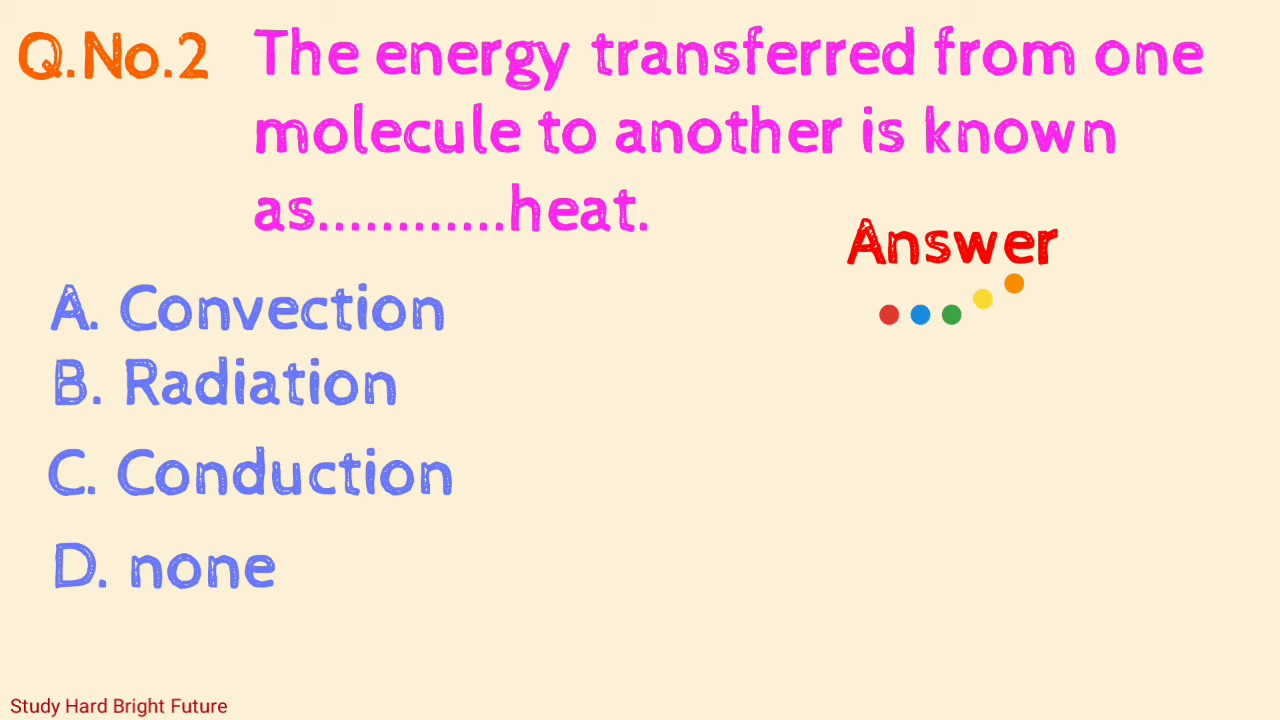 Q.No.2 The energy transferred from one
molecule to another is known
as............heat.
Answer
A. Convection
B. Radiation
C. Conduction
D. none
Study Hard Bright Future